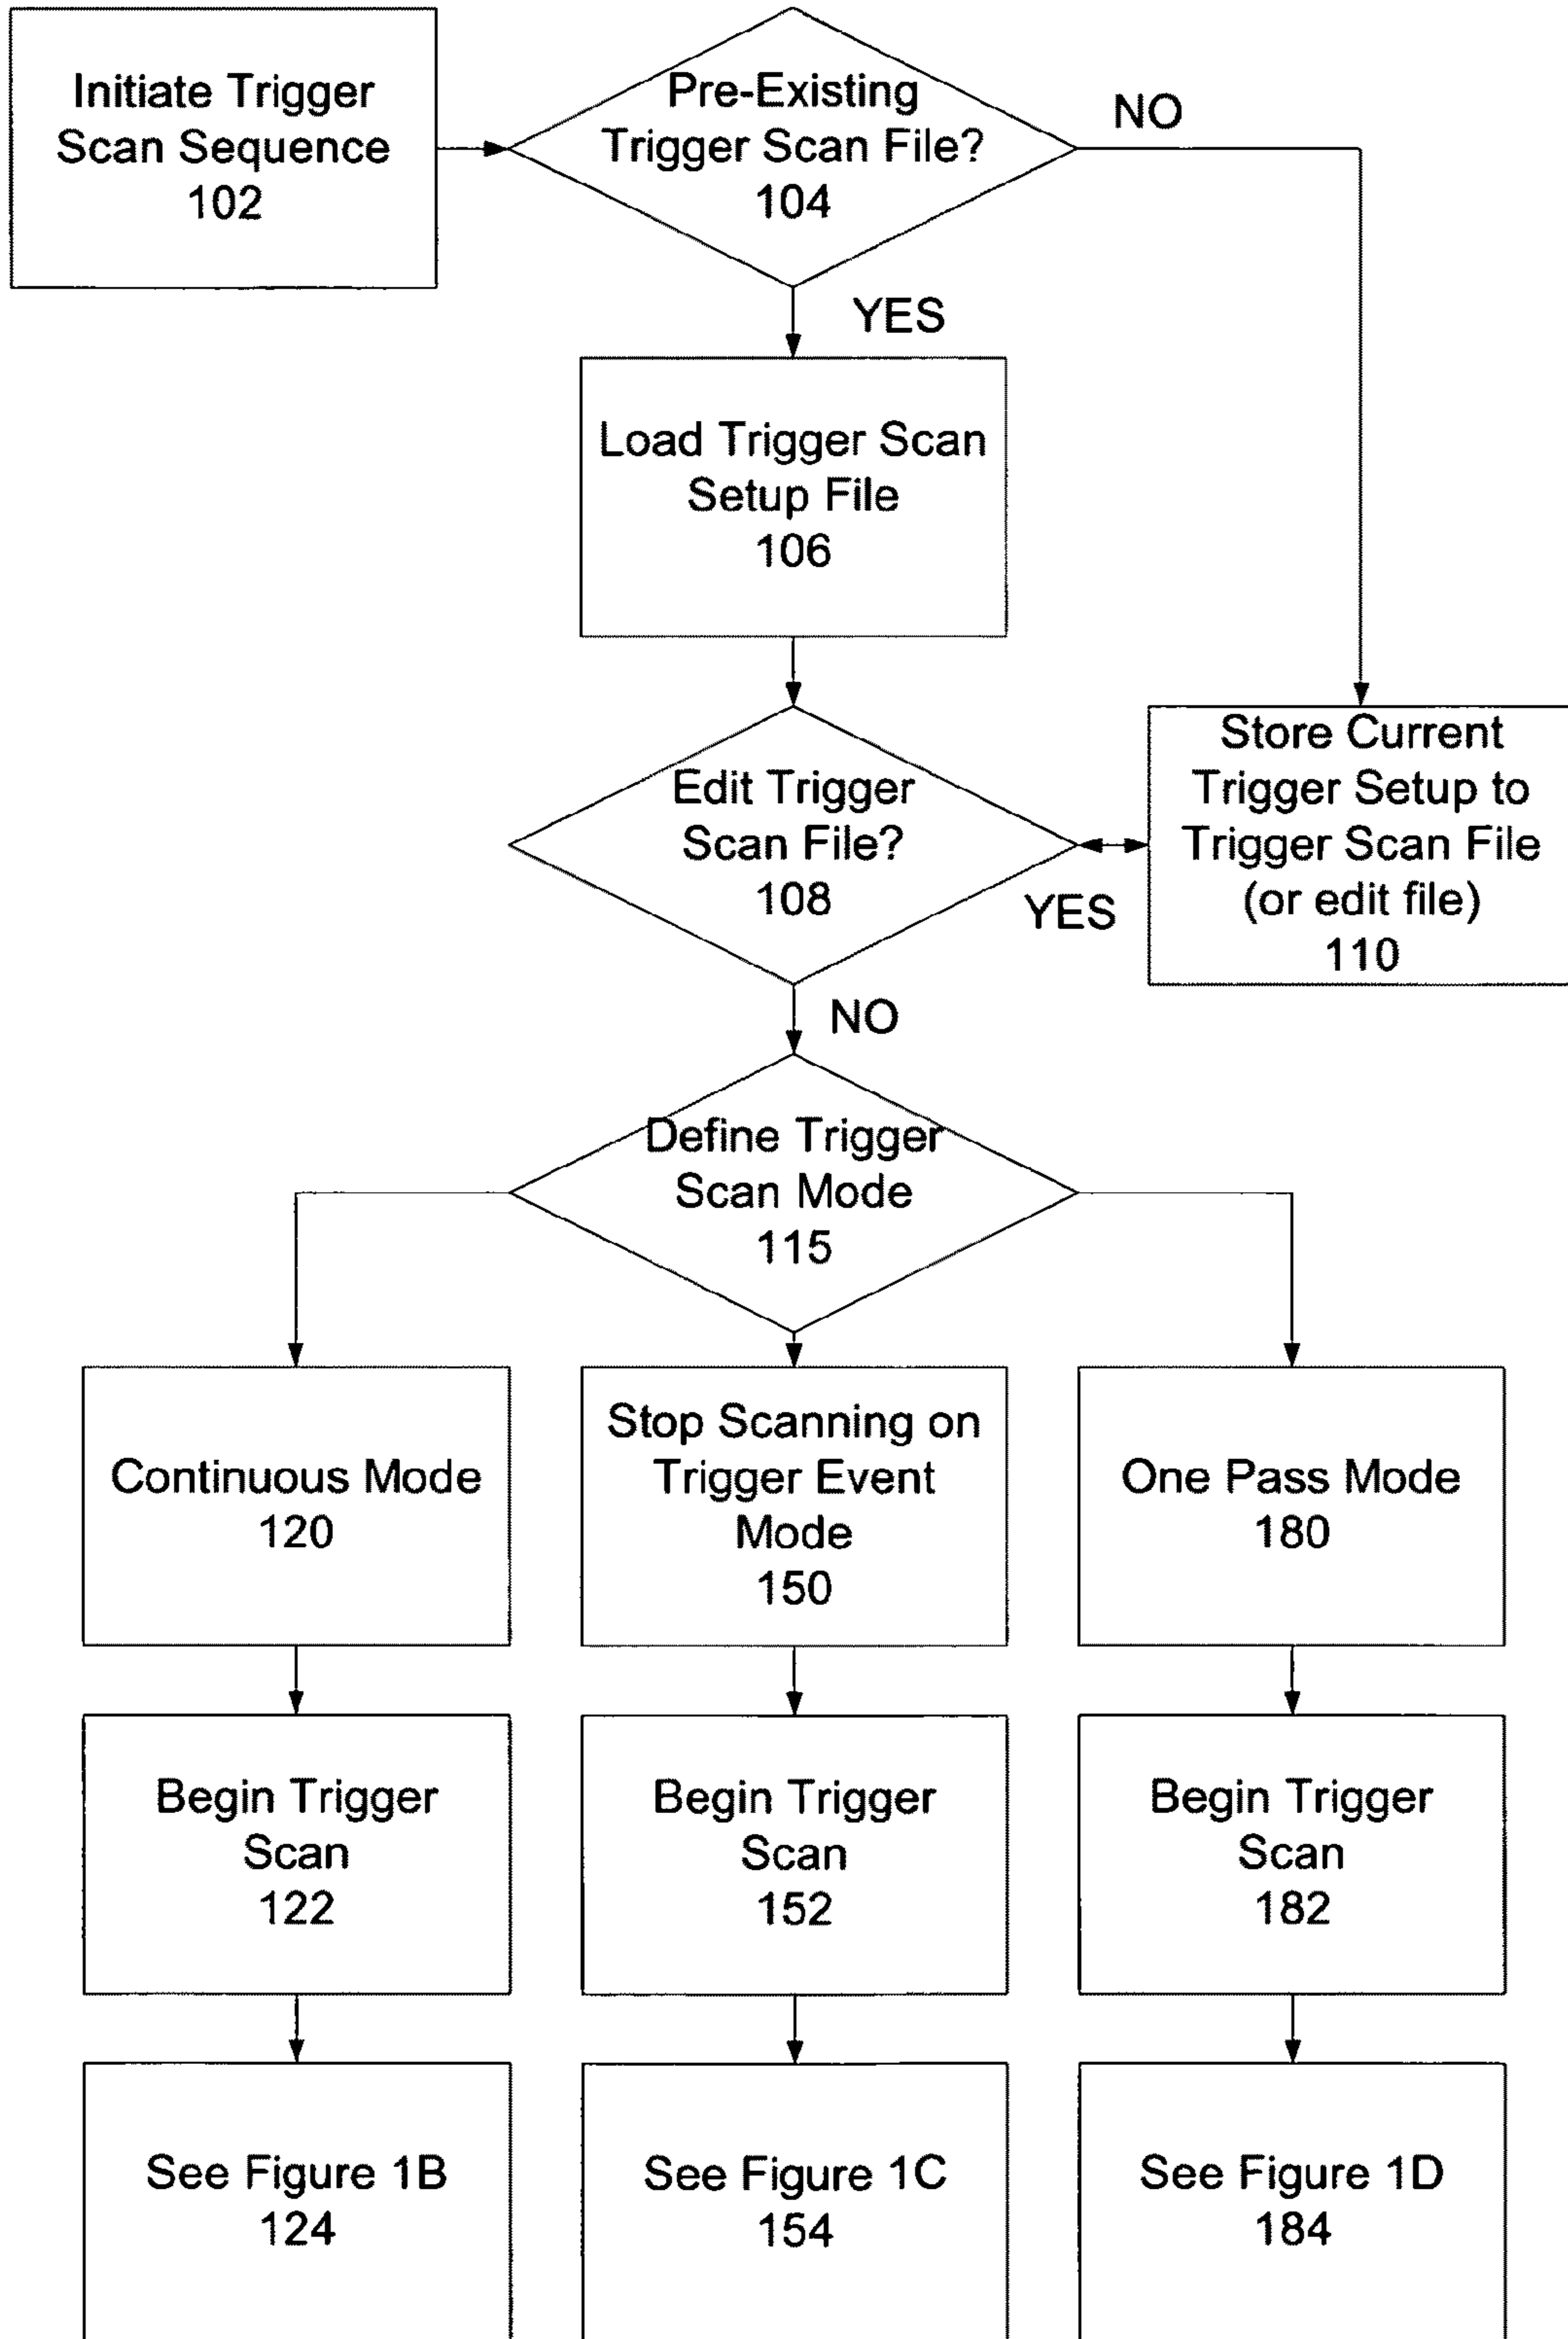 Initiate Trigger
Scan Sequence
102
Pre-Existing
Trigger Scan File?
104
NO
YES
Load Trigger Scan
Setup File
106
Edit Trigger
Scan File?
108
YES
Store Current
Trigger Setup to
Trigger Scan File
(or edit file)
110
NO
Define Trigger
Scan Mode
115
Continuous Mode
120
Stop Scanning on
Trigger Event
Mode
150
One Pass Mode
180
Begin Trigger
Scan
122
Begin Trigger
Scan
152
Begin Trigger
Scan
182
See Figure 1B
124
See Figure 1C
154
See Figure 1D
184